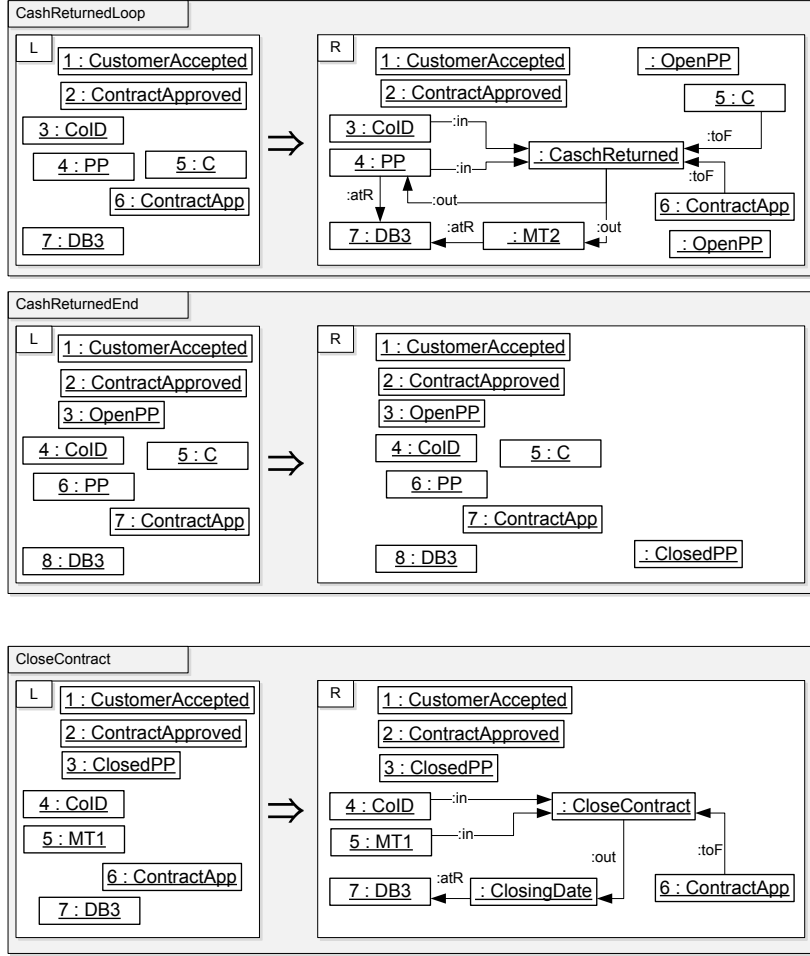 CashReturnedLoop
L
1 : CustomerAccepted
2 : ContractApproved
3 : CoID
4 : PP
5 : C
6 : ContractApp
7 : DB3
⇒
R
1 : CustomerAccepted
: OpenPP
2 : ContractApproved
5 : C
3 : CoID
:in
:toF
: CaschReturned
4 : PP
:in
:toF
:atR
:out
6 : ContractApp
7 : DB3
:atR
: MT2
:out
: OpenPP
CashReturnedEnd
L
1 : CustomerAccepted
2 : ContractApproved
3 : OpenPP
4 : CoID
5 : C
6 : PP
7 : ContractApp
8 : DB3
⇒
R
1 : CustomerAccepted
2 : ContractApproved
3 : OpenPP
4 : CoID
5 : C
6 : PP
7 : ContractApp
8 : DB3
: ClosedPP
CloseContract
L
1 : CustomerAccepted
2 : ContractApproved
3 : ClosedPP
4 : CoID
5 : MT1
6 : ContractApp
7 : DB3
⇒
R
1 : CustomerAccepted
2 : ContractApproved
3 : ClosedPP
4 : CoID
:in
: CloseContract
5 : MT1
:in
:out
:toF
7 : DB3
:atR
: ClosingDate
6 : ContractApp